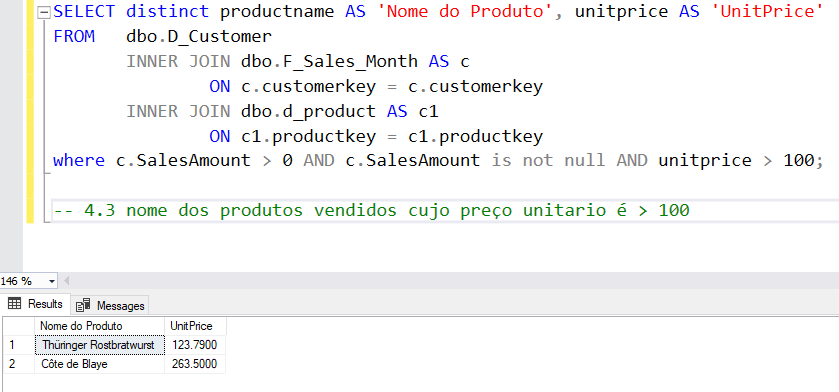 SELECT distinct productname AS 'Nome do Produto', unitprice AS 'UnitPrice'
FROM dbo.D_Customer
INNER JOIN dbo.F_Sales_Month AS c
ON c.customerkey = c.customerkey
INNER JOIN dbo.d_product AS c1
ON c1.productkey = c1.productkey
where c.SalesAmount > 0 AND c.SalesAmount is not null AND unitprice > 100;
-- 4.3 nome dos produtos vendidos cujo preço unitario é > 100
146 %
Results Messages
Nome do Produto UnitPrice
1 Thüringer Rostbratwurst 123.7900
2 Côte de Blaye 263.5000